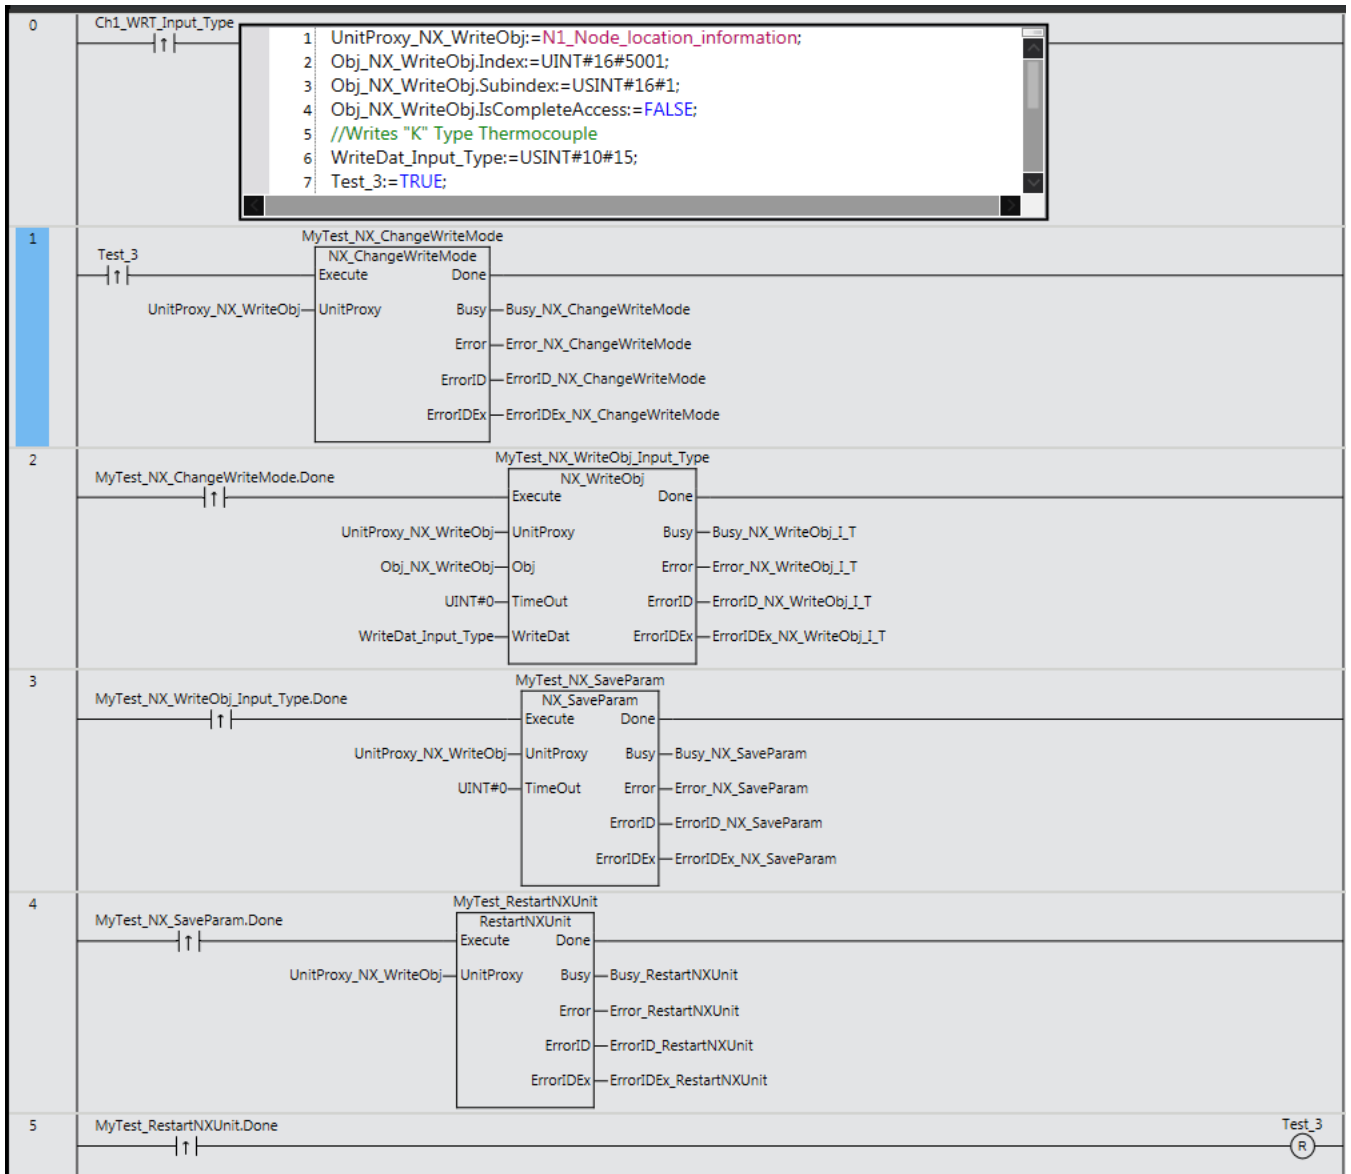 0
Ch1_WRT_Input_Type
1 UnitProxy_NX_WriteObj:=N1_Node_location_information;
2 Obj_NX_WriteObj.Index:=UINT#16#5001;
3 Obj_NX_WriteObj.Subindex:=USINT#16#1;
4 Obj_NX_WriteObj.IsCompleteAccess:=FALSE;
5 //Writes "K" Type Thermocouple
6 WriteDat_Input_Type:=USINT#10#15;
7 Test_3:=TRUE;
1
MyTest_NX_ChangeWriteMode
Test_3 NX_ChangeWriteMode
Execute Done
UnitProxy_NX_WriteObj UnitProxy Busy Busy_NX_ChangeWriteMode
Error Error_NX_ChangeWriteMode
ErrorID ErrorID_NX_ChangeWriteMode
ErrorIDEx ErrorIDEx_NX_ChangeWriteMode
2
MyTest_NX_WriteObj_Input_Type
MyTest_NX_ChangeWriteMode.Done NX_WriteObj
Execute Done
UnitProxy_NX_WriteObj UnitProxy Busy Busy_NX_WriteObj_I_T
Obj_NX_WriteObj Obj Error Error_NX_WriteObj_I_T
UINT#0 TimeOut ErrorID ErrorID_NX_WriteObj_I_T
WriteDat_Input_Type WriteDat ErrorIDEx ErrorIDEx_NX_WriteObj_I_T
3
MyTest_NX_SaveParam
MyTest_NX_WriteObj_Input_Type.Done NX_SaveParam
Execute Done
UnitProxy_NX_WriteObj UnitProxy Busy Busy_NX_SaveParam
UINT#0 TimeOut Error Error_NX_SaveParam
ErrorID ErrorID_NX_SaveParam
ErrorIDEx ErrorIDEx_NX_SaveParam
4
MyTest_RestartNXUnit
MyTest_NX_SaveParam.Done RestartNXUnit
Execute Done
UnitProxy_NX_WriteObj UnitProxy Busy Busy_RestartNXUnit
Error Error_RestartNXUnit
ErrorID ErrorID_RestartNXUnit
ErrorIDEx ErrorIDEx_RestartNXUnit
5
MyTest_RestartNXUnit.Done Test_3
R